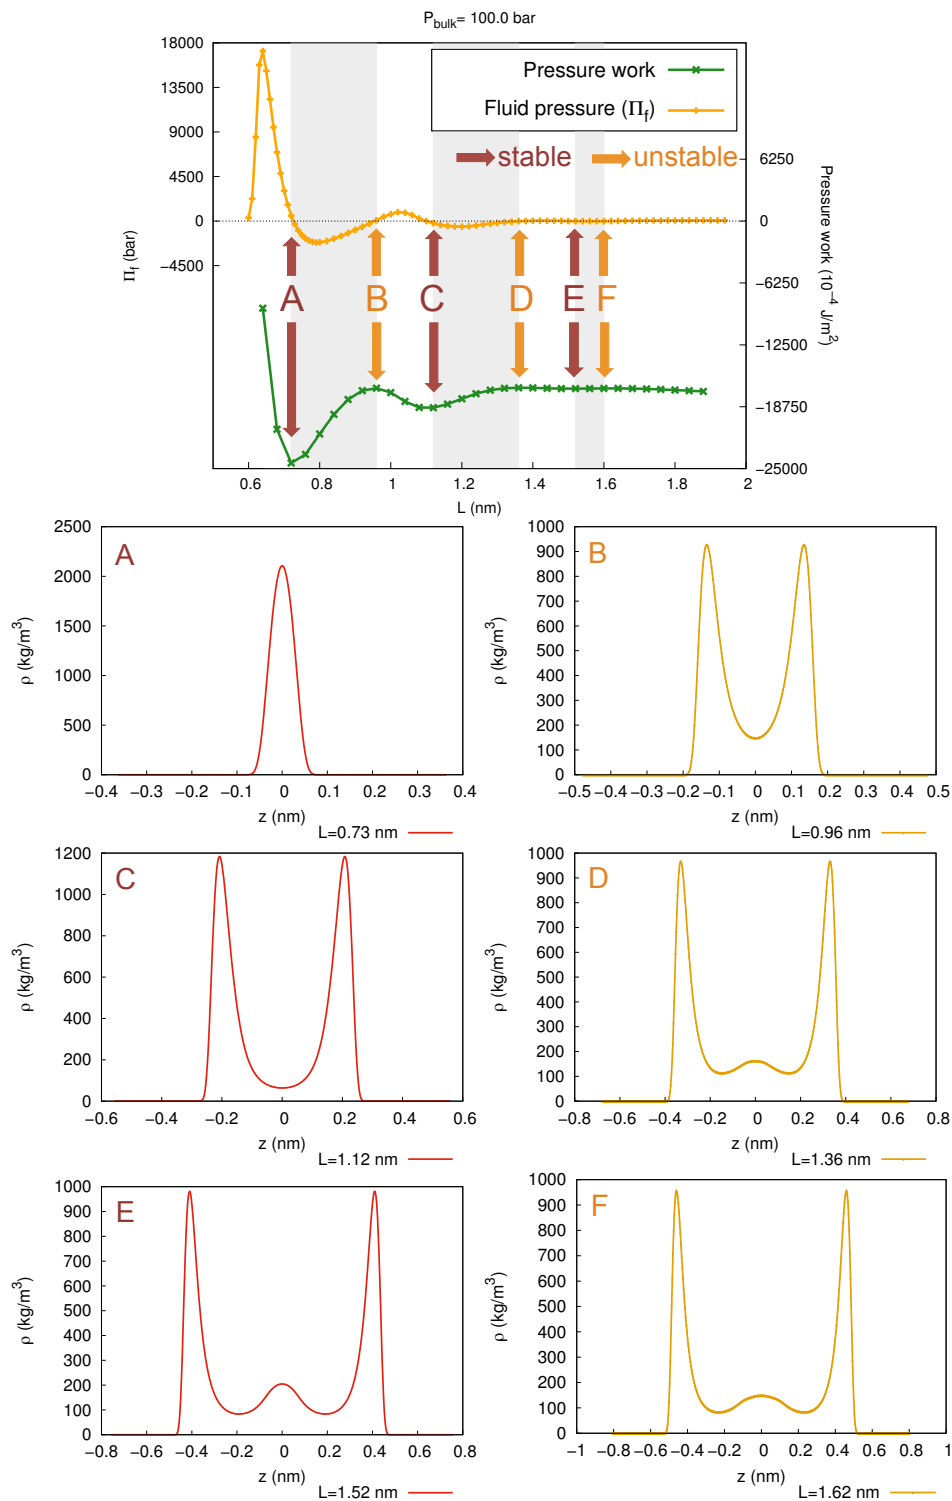 P_bulk= 100.0 bar
18000
13500
9000
4500
0
−4500
Π_f (bar)
Pressure work
Fluid pressure (Π_f)
stable
unstable
6250
0
−6250
−12500
−18750
−25000
Pressure work (10⁻⁴ J/m²)
A
B
C
D
E
F
0.6 0.8 1 1.2 1.4 1.6 1.8 2
L (nm)
A
2500
2000
1500
1000
500
0
ρ (kg/m³)
−0.4 −0.3 −0.2 −0.1 0 0.1 0.2 0.3 0.4
z (nm)
L=0.73 nm
B
1000
900
800
700
600
500
400
300
200
100
0
ρ (kg/m³)
−0.5 −0.4 −0.3 −0.2 −0.1 0 0.1 0.2 0.3 0.4 0.5
z (nm)
L=0.96 nm
C
1200
1000
800
600
400
200
0
ρ (kg/m³)
−0.6 −0.4 −0.2 0 0.2 0.4 0.6
z (nm)
L=1.12 nm
D
1000
900
800
700
600
500
400
300
200
100
0
ρ (kg/m³)
−0.8 −0.6 −0.4 −0.2 0 0.2 0.4 0.6 0.8
z (nm)
L=1.36 nm
E
1000
900
800
700
600
500
400
300
200
100
0
ρ (kg/m³)
−0.8 −0.6 −0.4 −0.2 0 0.2 0.4 0.6 0.8
z (nm)
L=1.52 nm
F
1000
900
800
700
600
500
400
300
200
100
0
ρ (kg/m³)
−1 −0.8 −0.6 −0.4 −0.2 0 0.2 0.4 0.6 0.8 1
z (nm)
L=1.62 nm